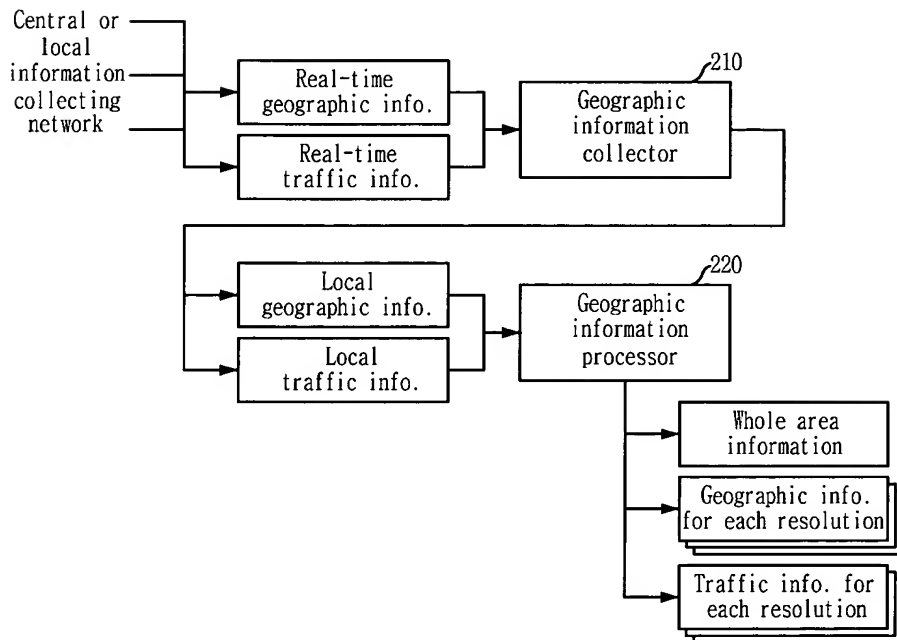 Central or
local
information
collecting
network
Real-time
geographic info.
Real-time
traffic info.
210
Geographic
information
collector
Local
geographic info.
Local
traffic info.
220
Geographic
information
processor
Whole area
information
Geographic info.
for each resolution
Traffic info. for
each resolution